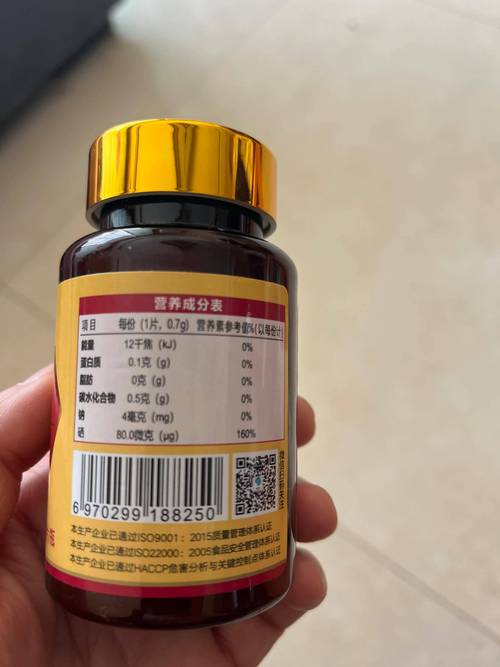 营养成分表
项目 每份 (1片, 0.7g) 营养素参考值%(以每份计)
能量 12千焦 (kJ) 0%
蛋白质 0.1克 (g) 0%
脂肪 0克 (g) 0%
碳水化合物 0.5克 (g) 0%
钠 4毫克 (mg) 0%
硒 80.0微克 (μg) 160%
6 970299 188250
本生产企业已通过ISO9001：2015质量管理体系认证
本生产企业已通过ISO22000：2005食品安全管理体系认证
本生产企业已通过HACCP危害分析与关键控制点体系认证